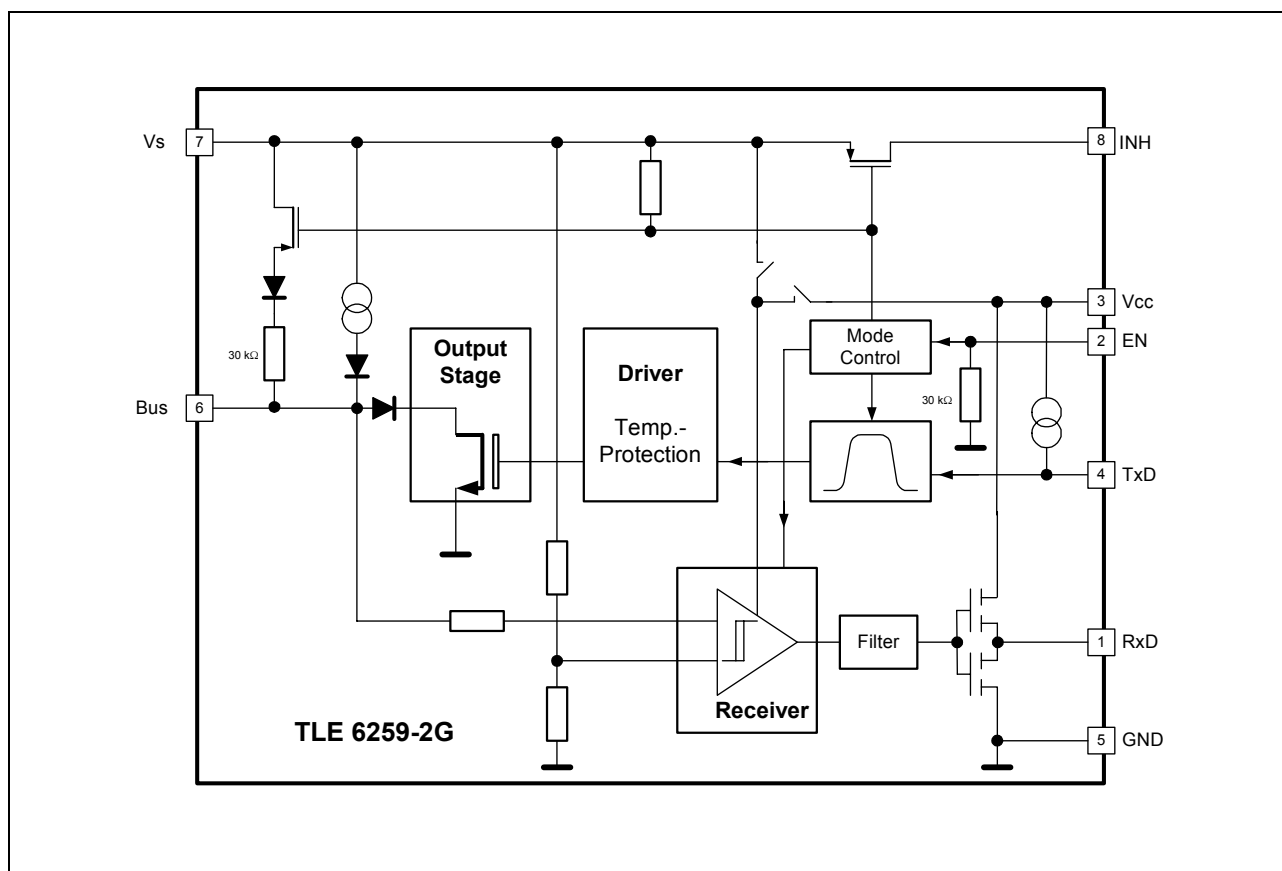 Vs
7
8
INH
3
Vcc
Mode
Control
2
EN
Output
Stage
Driver
30 kΩ
Bus
6
30 kΩ
Temp.-
Protection
4
TxD
Filter
1
RxD
Receiver
TLE 6259-2G
5
GND